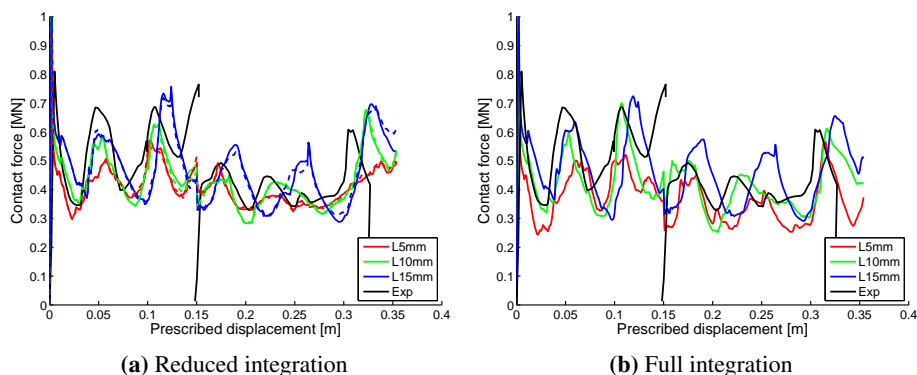 1
0.9
0.8
0.7
0.6
0.5
0.4
0.3
0.2
0.1
0
Contact force [MN]
0 0.05 0.1 0.15 0.2 0.25 0.3 0.35 0.4
Prescribed displacement [m]
L5mm
L10mm
L15mm
Exp
(a) Reduced integration
1
0.9
0.8
0.7
0.6
0.5
0.4
0.3
0.2
0.1
0
Contact force [MN]
0 0.05 0.1 0.15 0.2 0.25 0.3 0.35 0.4
Prescribed displacement [m]
L5mm
L10mm
L15mm
Exp
(b) Full integration